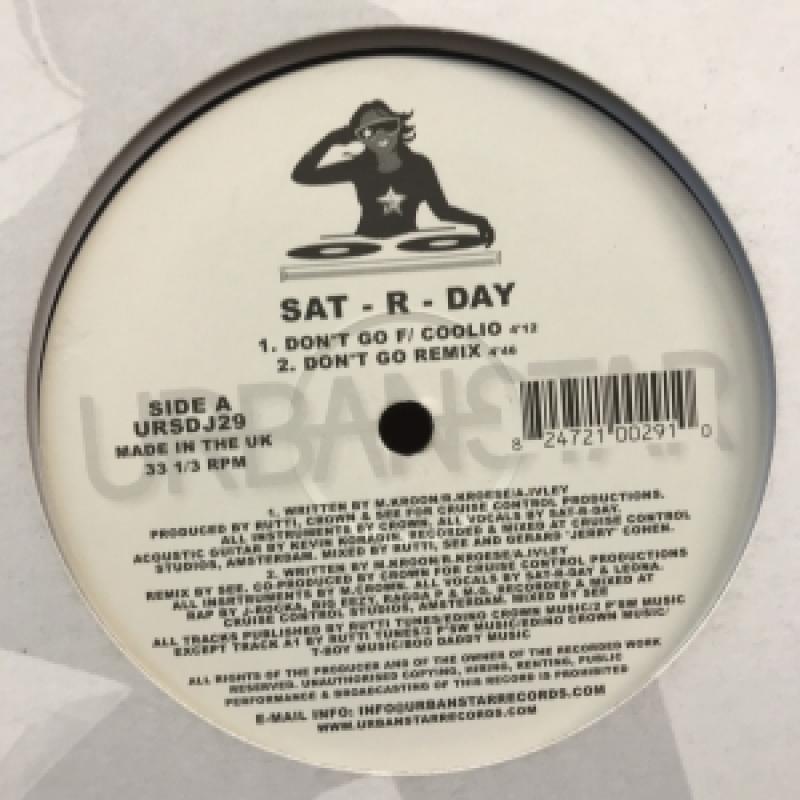 SAT - R - DAY
1. DON'T GO F/ COOLIO 4'12
2. DON'T GO REMIX 4'46
URBANSTAR
SIDE A
URSDJ29
MADE IN THE UK
33 1/3 RPM
8 24721 00291 0
1. WRITTEN BY M.KROON/R.KROESE/A.IVLEY
PRODUCED BY RUTTI, CROWN & SEE FOR CRUISE CONTROL PRODUCTIONS.
ALL INSTRUMENTS BY CROWN, ALL VOCALS BY SAT-R-DAY.
ACOUSTIC GUITAR BY KEVIN KORAGIN. RECORDED & MIXED AT CRUISE CONTROL
STUDIOS, AMSTERDAM. MIXED BY RUTTI, SEE AND GERARD "JERRY" COHEN.
2. WRITTEN BY M.KROON/R.KROESE/A.IVLEY
REMIX BY SEE. CO-PRODUCED BY CROWN FOR CRUISE CONTROL PRODUCTIONS
ALL INSTRUMENTS BY M.CROWN. ALL VOCALS BY SAT-R-DAY & LEONA.
RAP BY J-ROCKA, BIG EEZY, RAGGA P & M.G. RECORDED & MIXED AT
CRUISE CONTROL STUDIOS, AMSTERDAM. MIXED BY SEE
ALL TRACKS PUBLISHED BY RUTTI TUNES/EDINO CROWN MUSIC/2 P'SW MUSIC
EXCEPT TRACK A1 BY RUTTI TUNES/2 P'SW MUSIC/EDINO CROWN MUSIC/
T-BOY MUSIC/BOO DADDY MUSIC
ALL RIGHTS OF THE PRODUCER AND OF THE OWNER OF THE RECORDED WORK
RESERVED. UNAUTHORISED COPYING, HIRING, RENTING, PUBLIC
PERFORMANCE & BROADCASTING OF THIS RECORD IS PROHIBITED
E-MAIL INFO: INFO@URBANSTARRECORDS.COM
WWW.URBANSTARRECORDS.COM